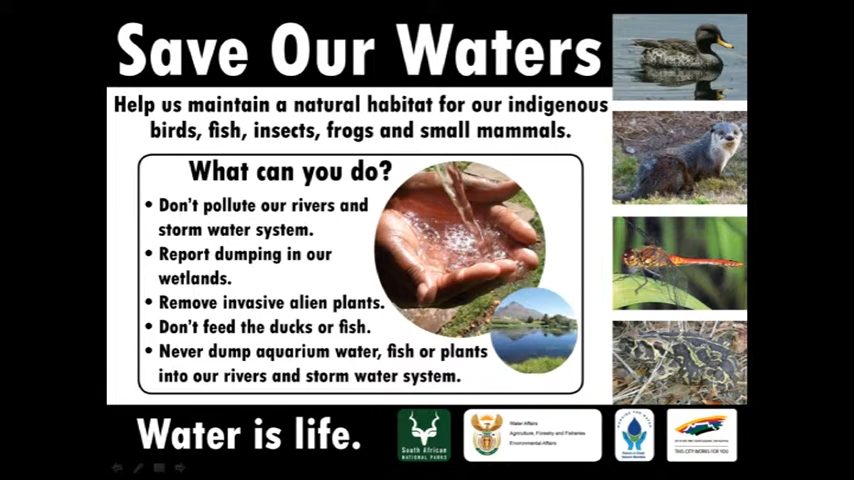 Save Our Waters
Help us maintain a natural habitat for our indigenous
birds, fish, insects, frogs and small mammals.
What can you do?
• Don't pollute our rivers and
storm water system.
• Report dumping in our
wetlands.
• Remove invasive alien plants.
• Don't feed the ducks or fish.
• Never dump aquarium water, fish or plants
into our rivers and storm water system.
Water is life.
South African
NATIONAL PARKS
Water Affairs
Agriculture, Forestry and Fisheries
Environmental Affairs
THIS CITY WORKS FOR YOU